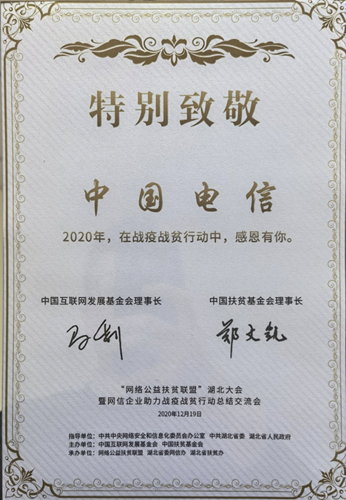 特别致敬
中国电信
2020年，在战疫战贫行动中，感恩有你。
中国互联网发展基金会理事长 中国扶贫基金会理事长
马利 郑文凯
“网络公益扶贫联盟”湖北大会
暨网信企业助力战疫战贫行动总结交流会
2020年12月19日
指导单位：中共中央网络安全和信息化委员会办公室 中共湖北省委 湖北省人民政府
主办单位：中国互联网发展基金会 中国扶贫基金会
承办单位：网络公益扶贫联盟 湖北省委网信办 湖北省扶贫办